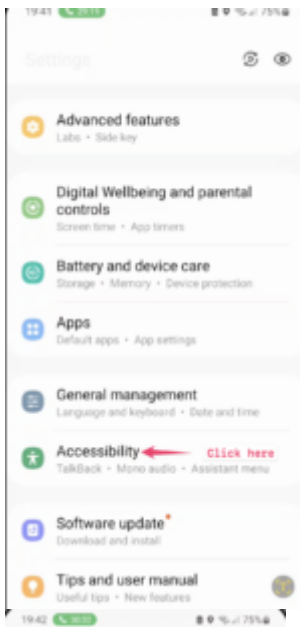 19:41
Settings
Advanced features
Labs • Side key
Digital Wellbeing and parental
controls
Screen time • App timers
Battery and device care
Storage • Memory • Device protection
Apps
Default apps • App settings
General management
Language and keyboard • Date and time
Accessibility Click here
TalkBack • Mono audio • Assistant menu
Software update
Download and install
Tips and user manual
Useful tips • New features
19:42 75%